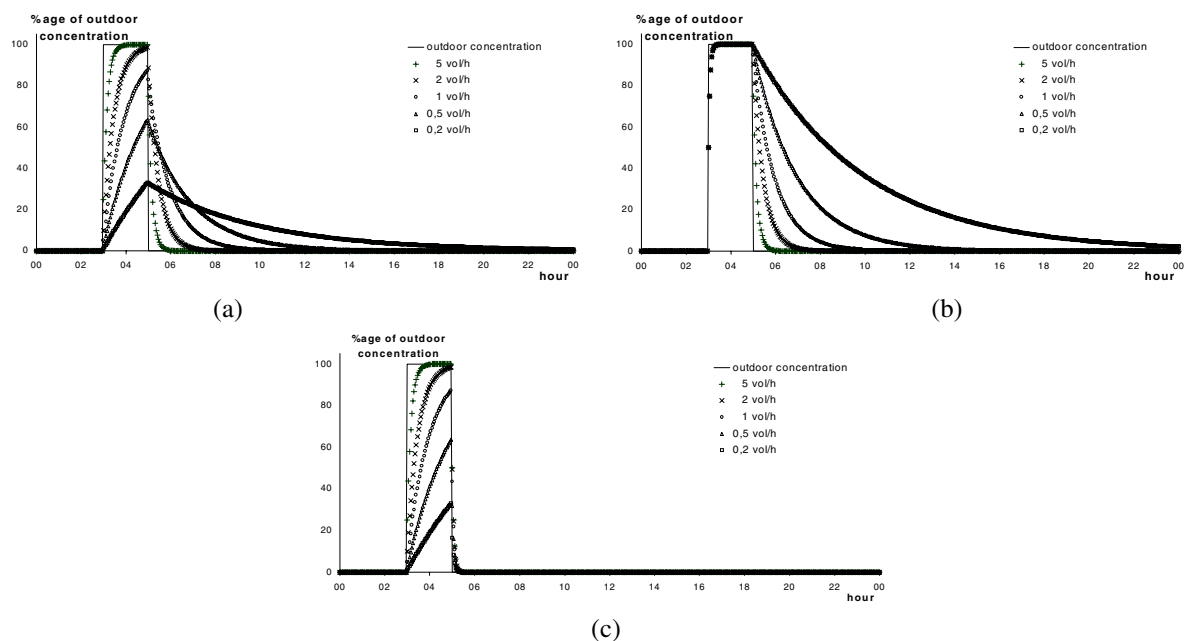 %age of outdoor
concentration
100
80
60
40
20
0
00 02 04 06 08 10 12 14 16 18 20 22 00
hour
outdoor concentration
5 vol/h
2 vol/h
1 vol/h
0,5 vol/h
0,2 vol/h
(a)
%age of outdoor
concentration
100
80
60
40
20
0
00 02 04 06 08 10 12 14 16 18 20 22 00
hour
outdoor concentration
5 vol/h
2 vol/h
1 vol/h
0,5 vol/h
0,2 vol/h
(b)
%age of outdoor
concentration
100
80
60
40
20
0
00 02 04 06 08 10 12 14 16 18 20 22 00
hour
outdoor concentration
5 vol/h
2 vol/h
1 vol/h
0,5 vol/h
0,2 vol/h
(c)